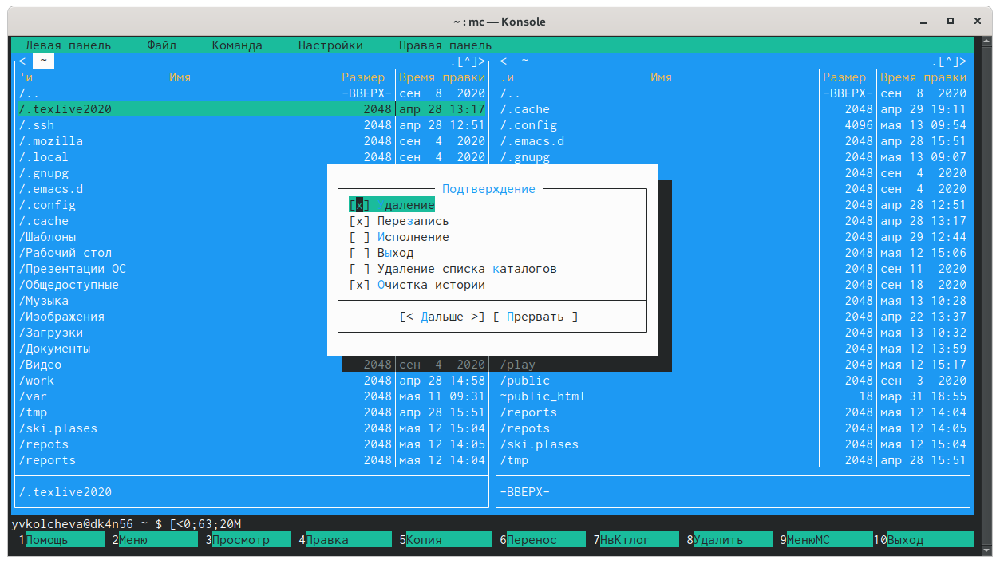 ~ : mc — Konsole
Левая панель Файл Команда Настройки Правая панель
<— ~ .[^]> <— ~ .[^]>
'и Имя Размер Время правки .и Имя Размер Время правки
/.. -ВВЕРХ- сен 8 2020 /.. -ВВЕРХ- сен 8 2020
/.texlive2020 2048 апр 28 13:17 /.cache 2048 апр 29 19:11
/.ssh 2048 апр 28 12:51 /.config 4096 мая 13 09:54
/.mozilla 2048 сен 4 2020 /.emacs.d 2048 апр 28 15:51
/.local 2048 сен 4 2020 /.gnupg 2048 мая 13 09:07
/.gnupg 2048 сен 4 2020
/.emacs.d Подтверждение 2048 сен 4 2020
/.config [x] Удаление 2048 апр 28 12:51
/.cache [x] Перезапись 2048 апр 28 13:17
/Шаблоны [ ] Исполнение 2048 апр 29 12:44
/Рабочий стол [ ] Выход 2048 мая 12 15:06
/Презентации ОС [ ] Удаление списка каталогов 2048 сен 11 2020
/Общедоступные [x] Очистка истории 2048 сен 18 2020
/Музыка 2048 мая 13 10:28
/Изображения [< Дальше >] [ Прервать ] 2048 апр 22 13:37
/Загрузки 2048 мая 13 10:32
/Документы 2048 мая 12 13:59
/Видео 2048 сен 4 2020 /play 2048 мая 12 15:17
/work 2048 апр 28 14:58 /public 2048 сен 3 2020
/var 2048 мая 11 09:31 ~public_html 18 мар 31 18:55
/tmp 2048 апр 28 15:51 /reports 2048 мая 12 14:04
/ski.plases 2048 мая 12 15:04 /repots 2048 мая 12 14:05
/repots 2048 мая 12 14:05 /ski.plases 2048 мая 12 15:04
/reports 2048 мая 12 14:04 /tmp 2048 апр 28 15:51
/.texlive2020 -ВВЕРХ-
yvkolcheva@dk4n56 ~ $ [<0;63;20M
1Помощь 2Меню 3Просмотр 4Правка 5Копия 6Перенос 7НвКтлог 8Удалить 9МенюМС 10Выход